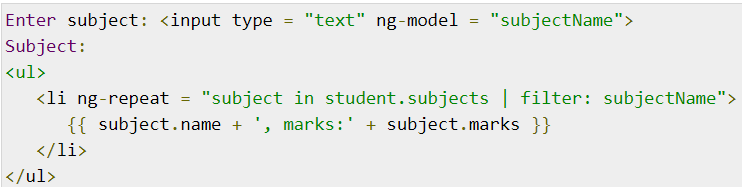 Enter subject: <input type = "text" ng-model = "subjectName">
Subject:
<ul>
   <li ng-repeat = "subject in student.subjects | filter: subjectName">
      {{ subject.name + ', marks:' + subject.marks }}
   </li>
</ul>